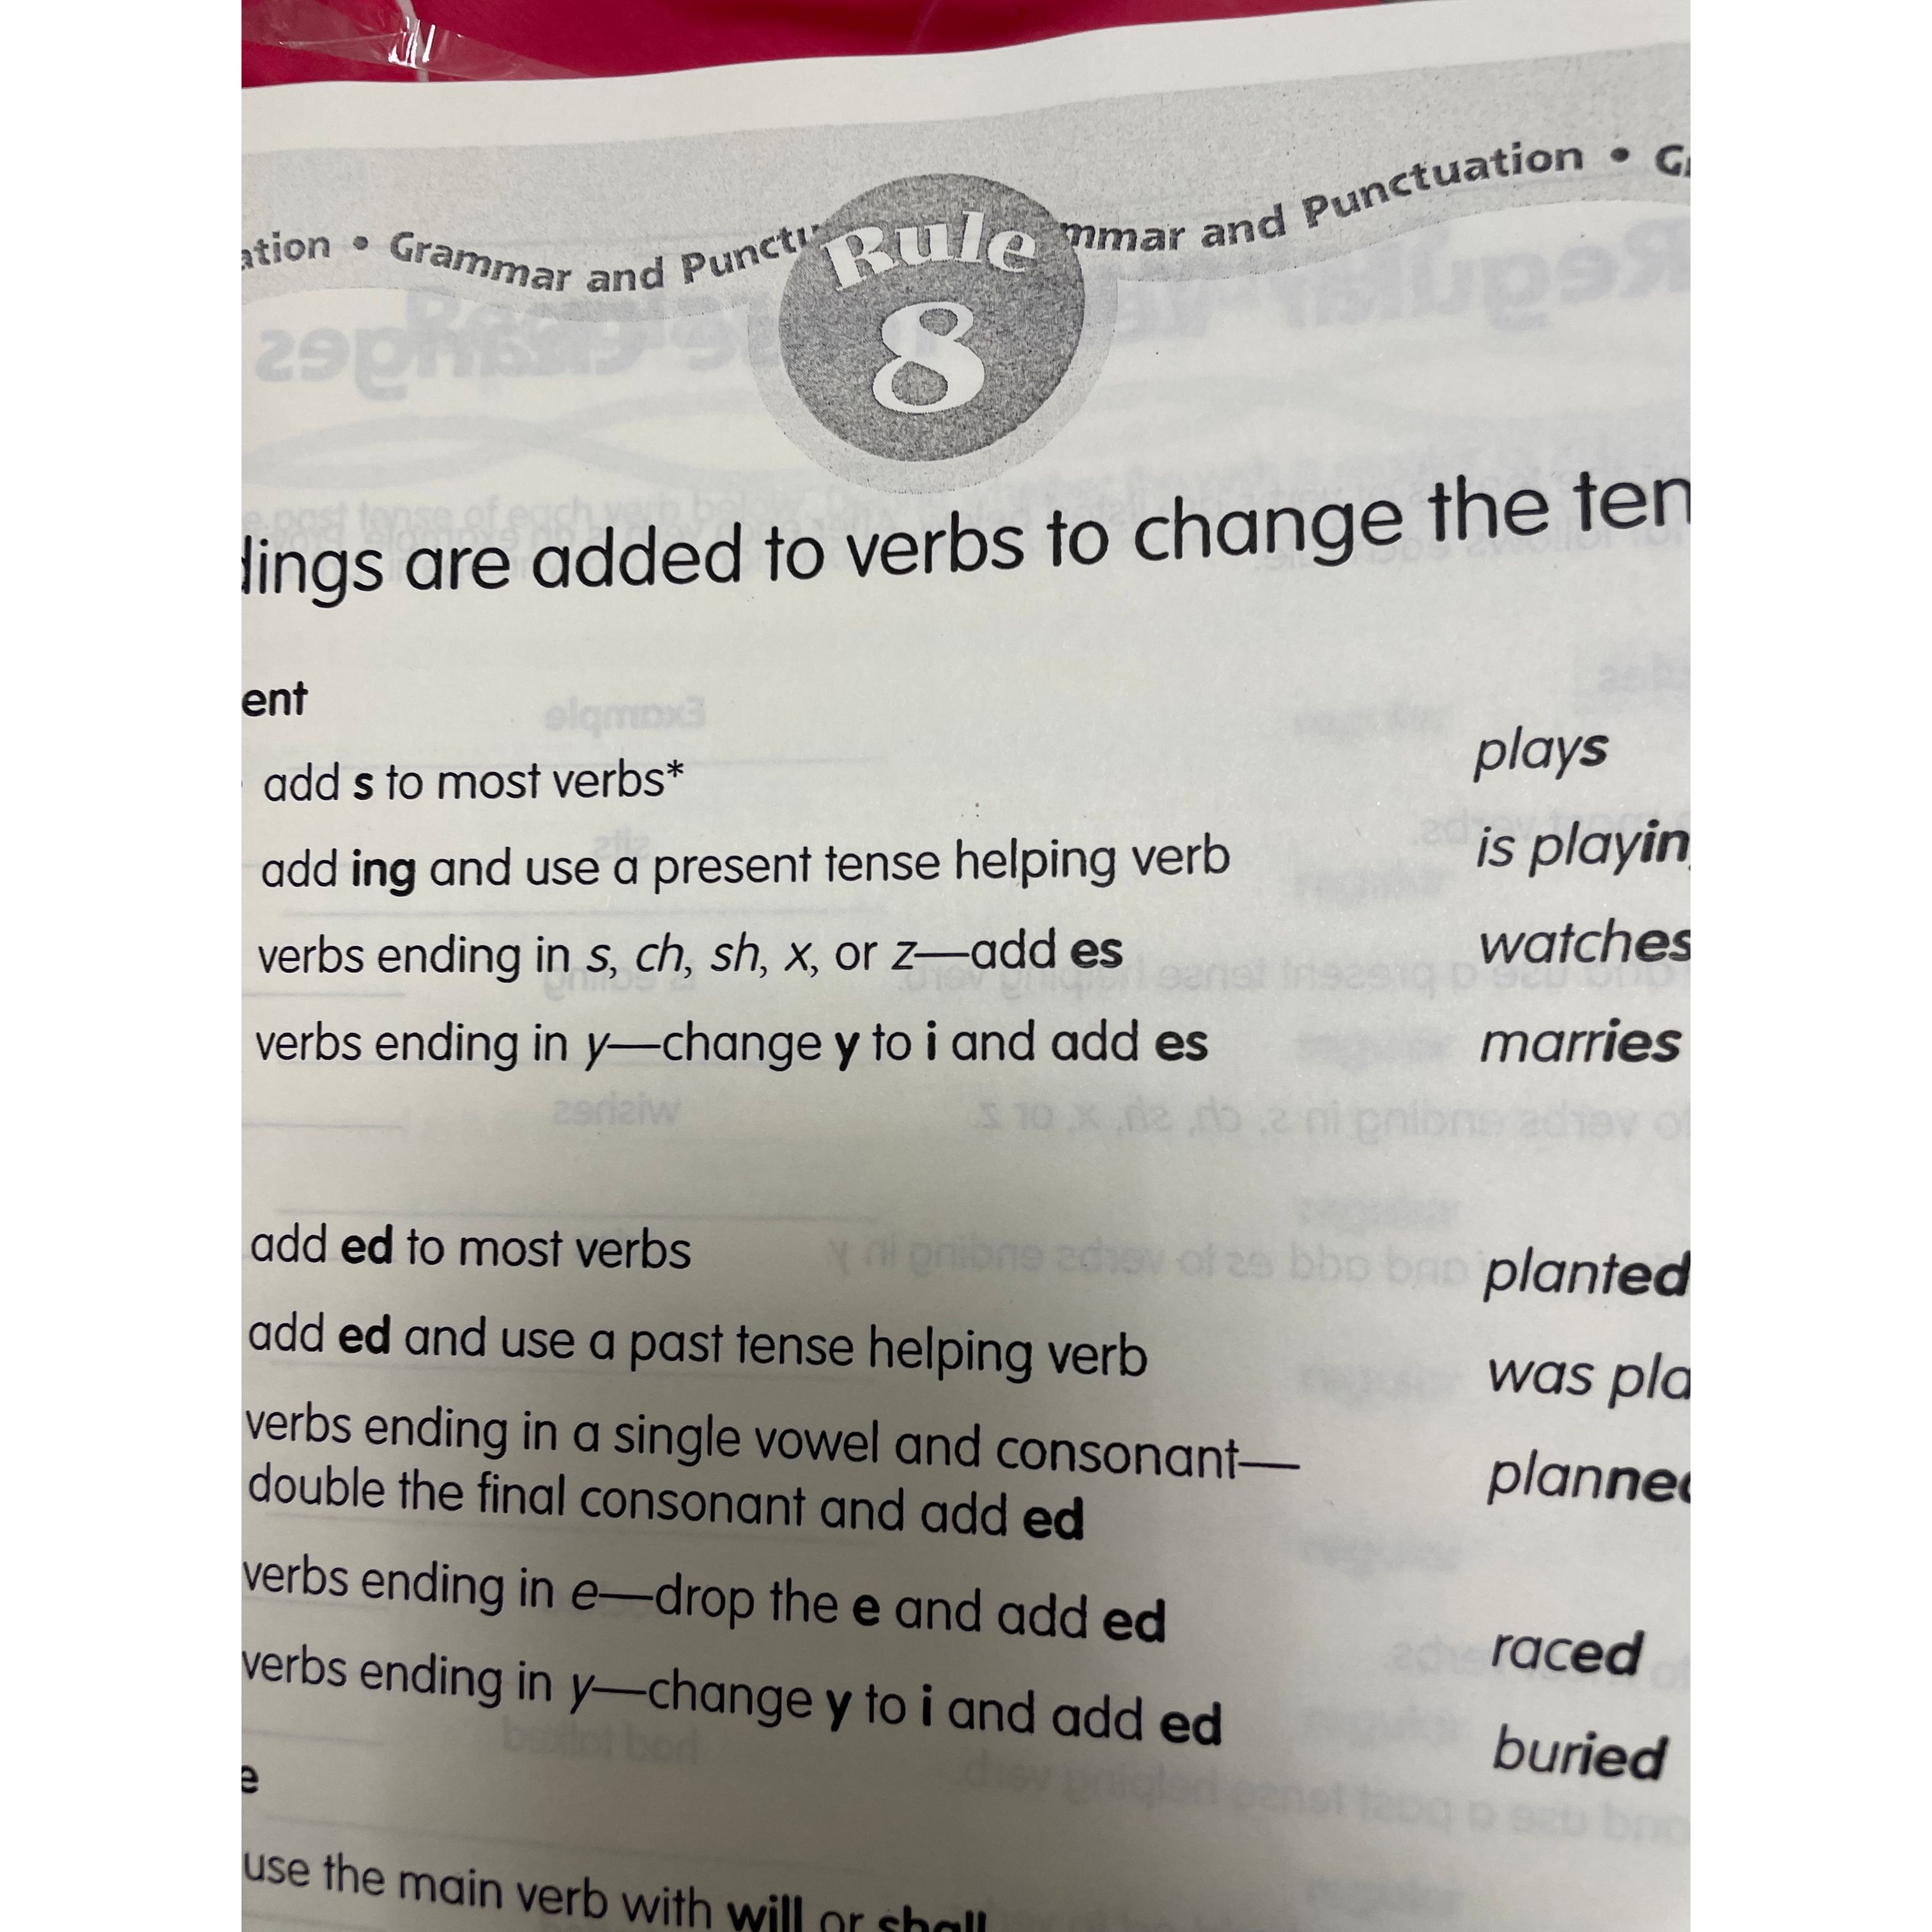 ation • Grammar and Punctu
mmar and Punctuation • G
Rule
8
dings are added to verbs to change the ten
ent
add s to most verbs* plays
add ing and use a present tense helping verb is playin
verbs ending in s, ch, sh, x, or z—add es watches
verbs ending in y—change y to i and add es marries
add ed to most verbs planted
add ed and use a past tense helping verb was pla
verbs ending in a single vowel and consonant— planned
double the final consonant and add ed
verbs ending in e—drop the e and add ed raced
verbs ending in y—change y to i and add ed buried
e
use the main verb with will or shall